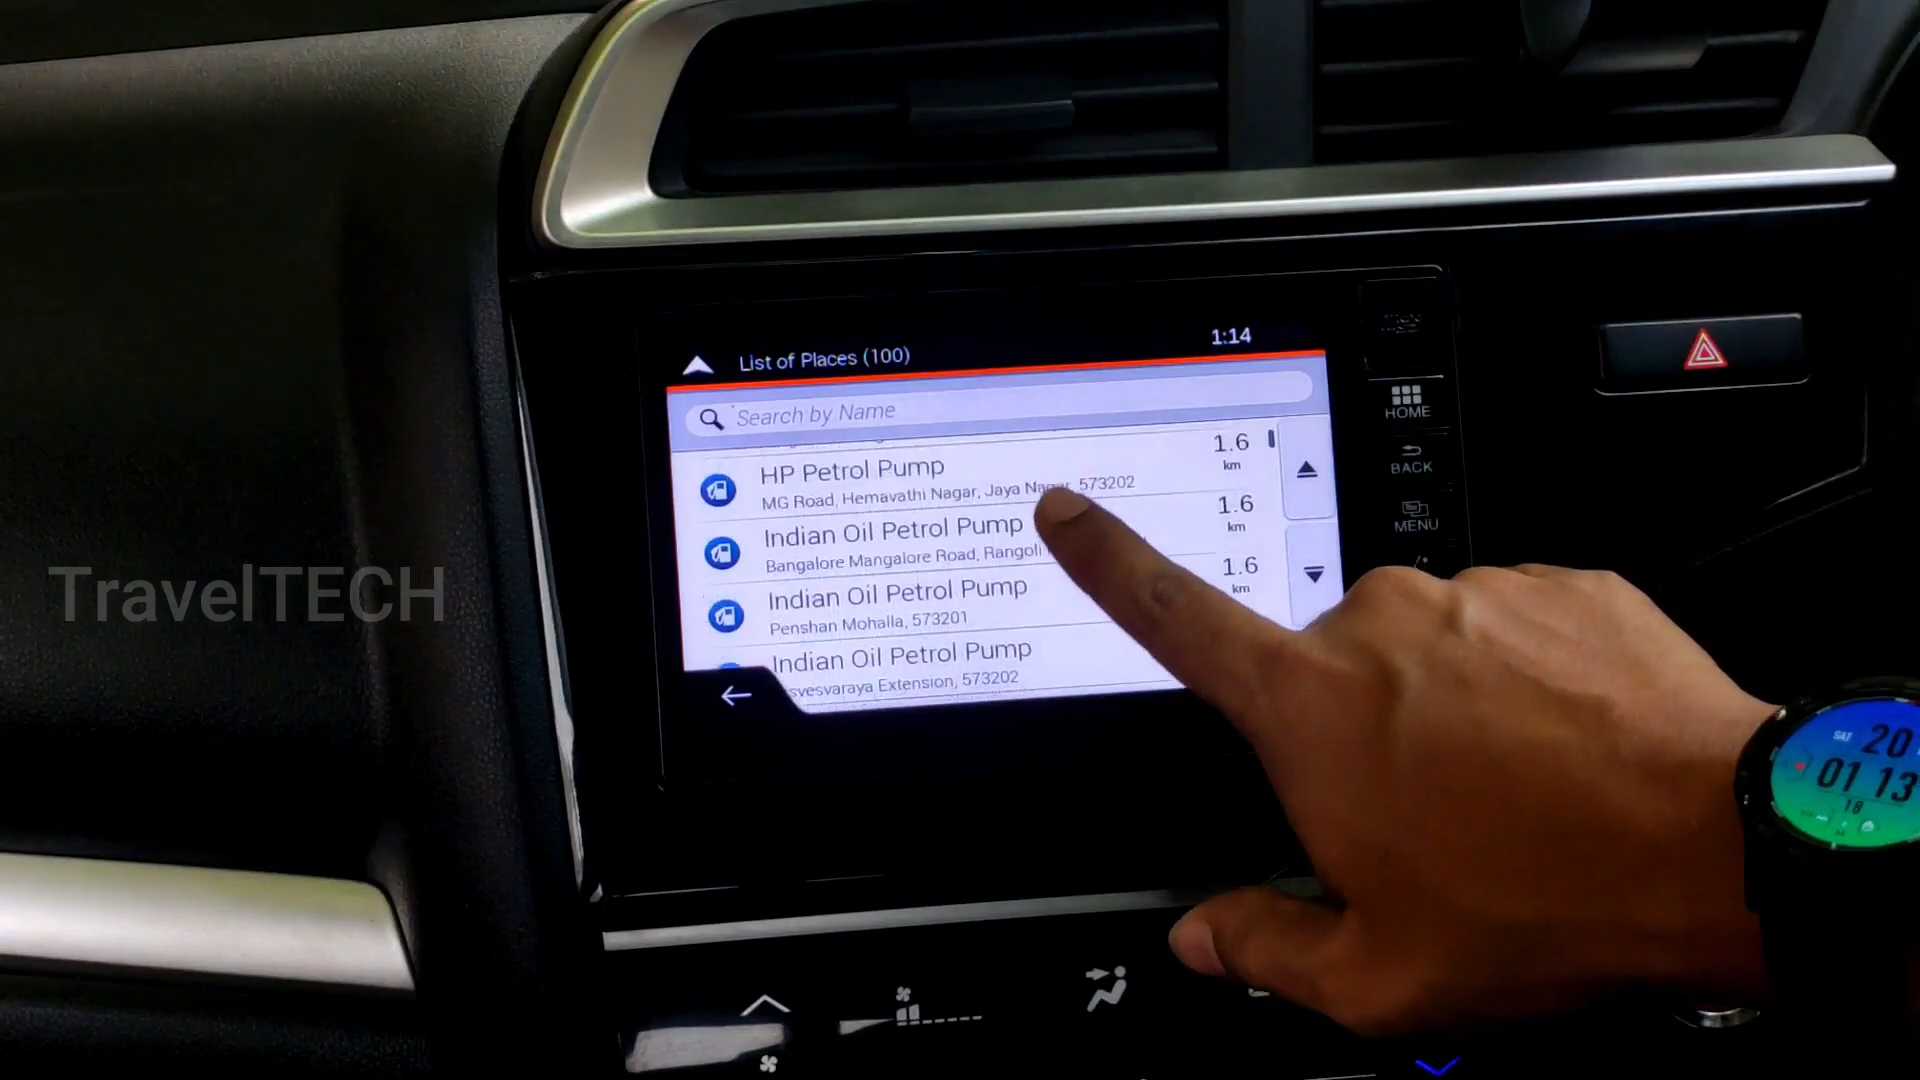 1:14
List of Places (100)
Search by Name
HP Petrol Pump
1.6
km
MG Road, Hemavathi Nagar, Jaya Nagar, 573202
Indian Oil Petrol Pump
1.6
km
Bangalore Mangalore Road, Rangoli
Indian Oil Petrol Pump
1.6
km
Penshan Mohalla, 573201
Indian Oil Petrol Pump
svesvaraya Extension, 573202
HOME
BACK
MENU
TravelTECH
SAT
20
01 13
18